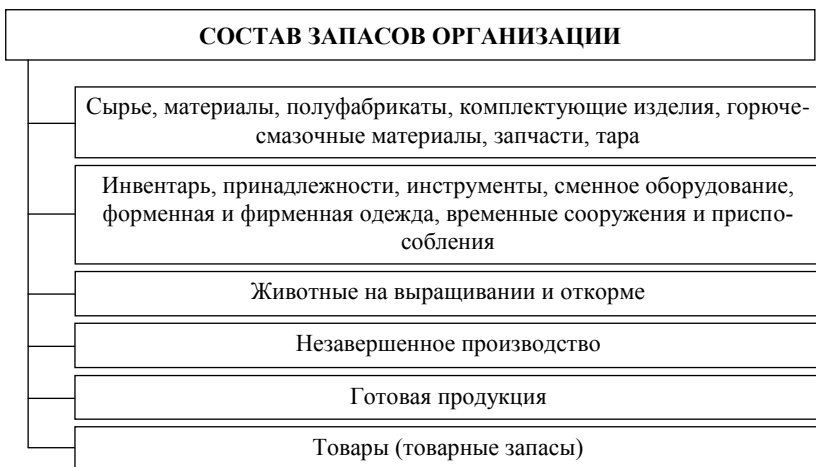 СОСТАВ ЗАПАСОВ ОРГАНИЗАЦИИ
Сырье, материалы, полуфабрикаты, комплектующие изделия, горюче-
смазочные материалы, запчасти, тара
Инвентарь, принадлежности, инструменты, сменное оборудование,
форменная и фирменная одежда, временные сооружения и приспо-
собления
Животные на выращивании и откорме
Незавершенное производство
Готовая продукция
Товары (товарные запасы)